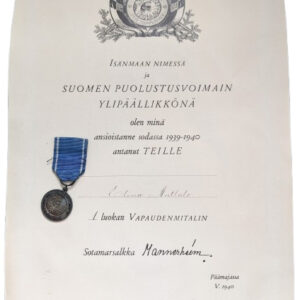 ISÄNMAAN NIMESSÄ
ja
SUOMEN PUOLUSTUSVOIMAIN
YLIPÄÄLLIKKÖNÄ
olen minä
ansioistanne sodassa 1939-1940
antanut TEILLE
I. luokan VAPAUDENMITALIN
Sotamarsalkka Mannerheim.
Päämajassa
V. 1940